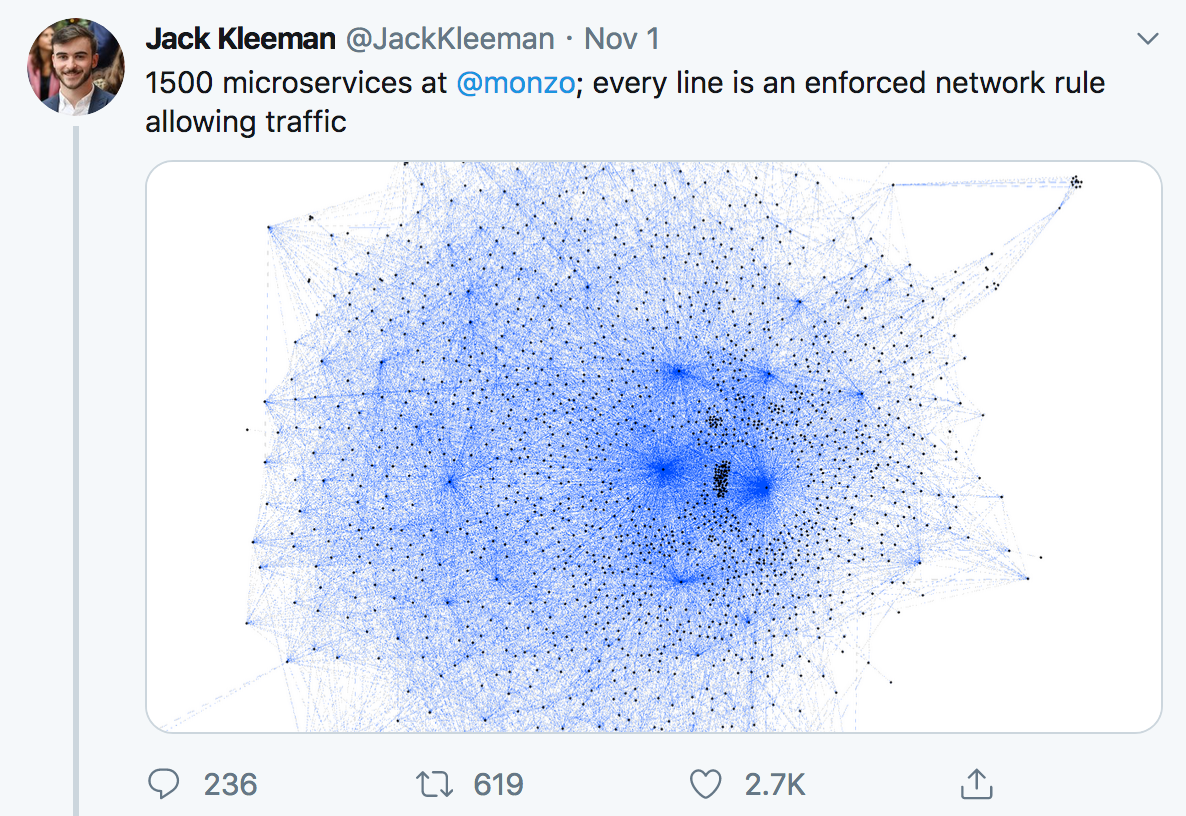 Jack Kleeman @JackKleeman · Nov 1
1500 microservices at @monzo; every line is an enforced network rule
allowing traffic
236 619 2.7K